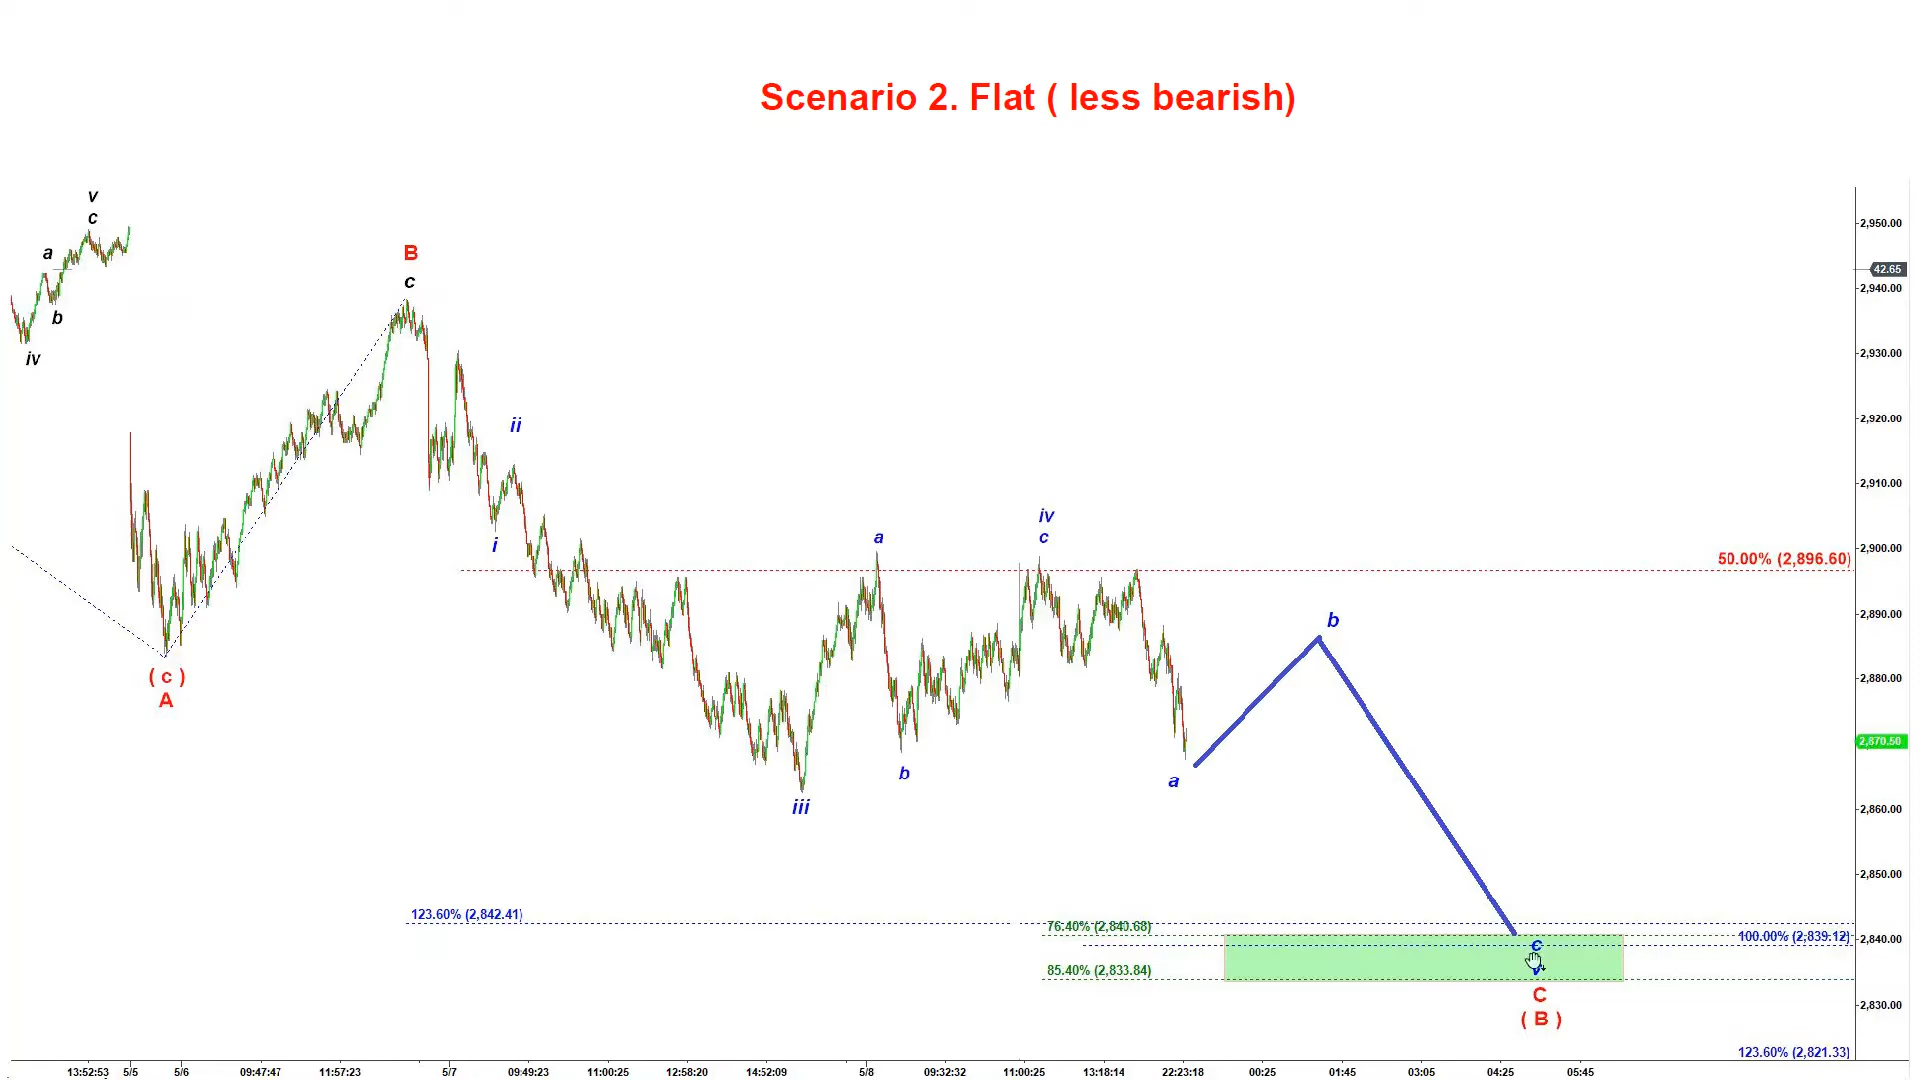 Scenario 2. Flat ( less bearish)
v
c
a
b
iv
B
c
( c )
A
ii
i
iii
a
b
iv
c
a
b
50.00% (2,896.60)
123.60% (2,842.41)
76.40% (2,840.68)
100.00% (2,839.12)
85.40% (2,833.84)
c
C
( B )
123.60% (2,821.33)
2,950.00
42.65
2,940.00
2,930.00
2,920.00
2,910.00
2,900.00
2,890.00
2,880.00
2,870.50
2,860.00
2,850.00
2,840.00
2,830.00
13:52:53 5/5 5/6 09:47:47 11:57:23 5/7 09:49:23 11:00:25 12:58:20 14:52:09 5/8 09:32:32 11:00:25 13:18:14 22:23:18 00:25 01:45 03:05 04:25 05:45